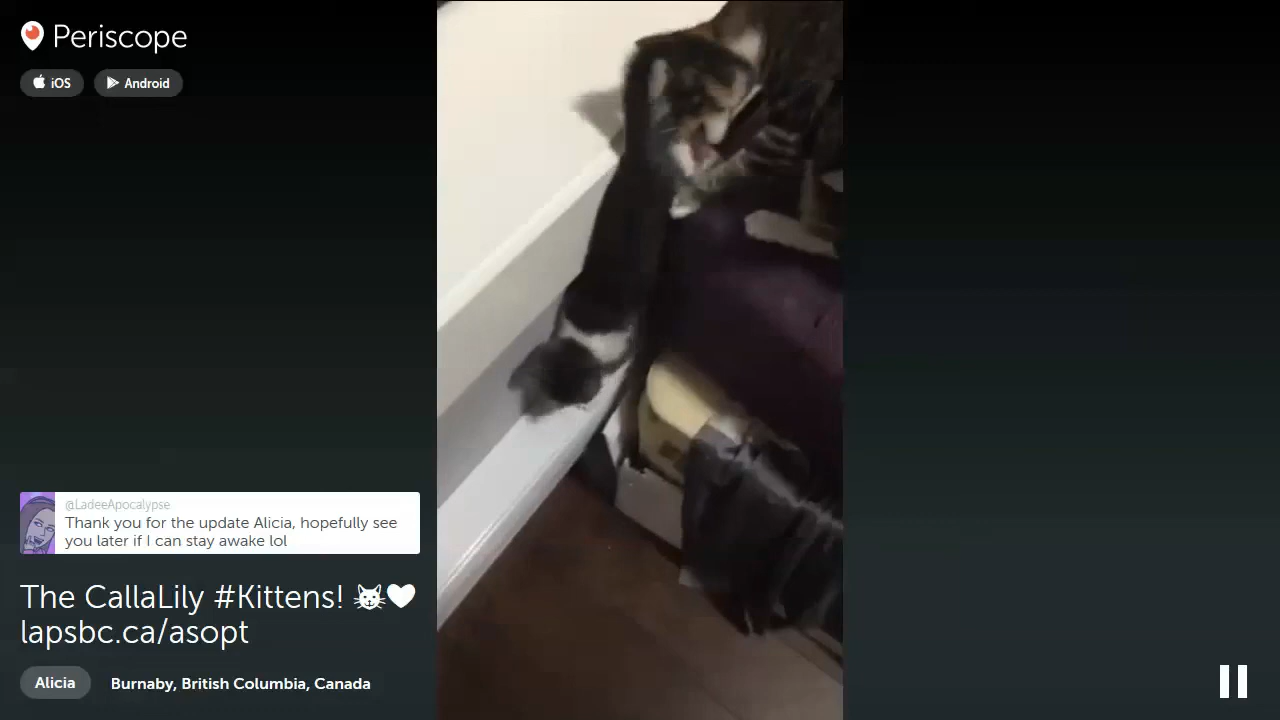 Periscope
iOS
Android
@LadeeApocalypse
Thank you for the update Alicia, hopefully see
you later if I can stay awake lol
The CallaLily #Kittens! 🐱❤
lapsbc.ca/asopt
Alicia
Burnaby, British Columbia, Canada